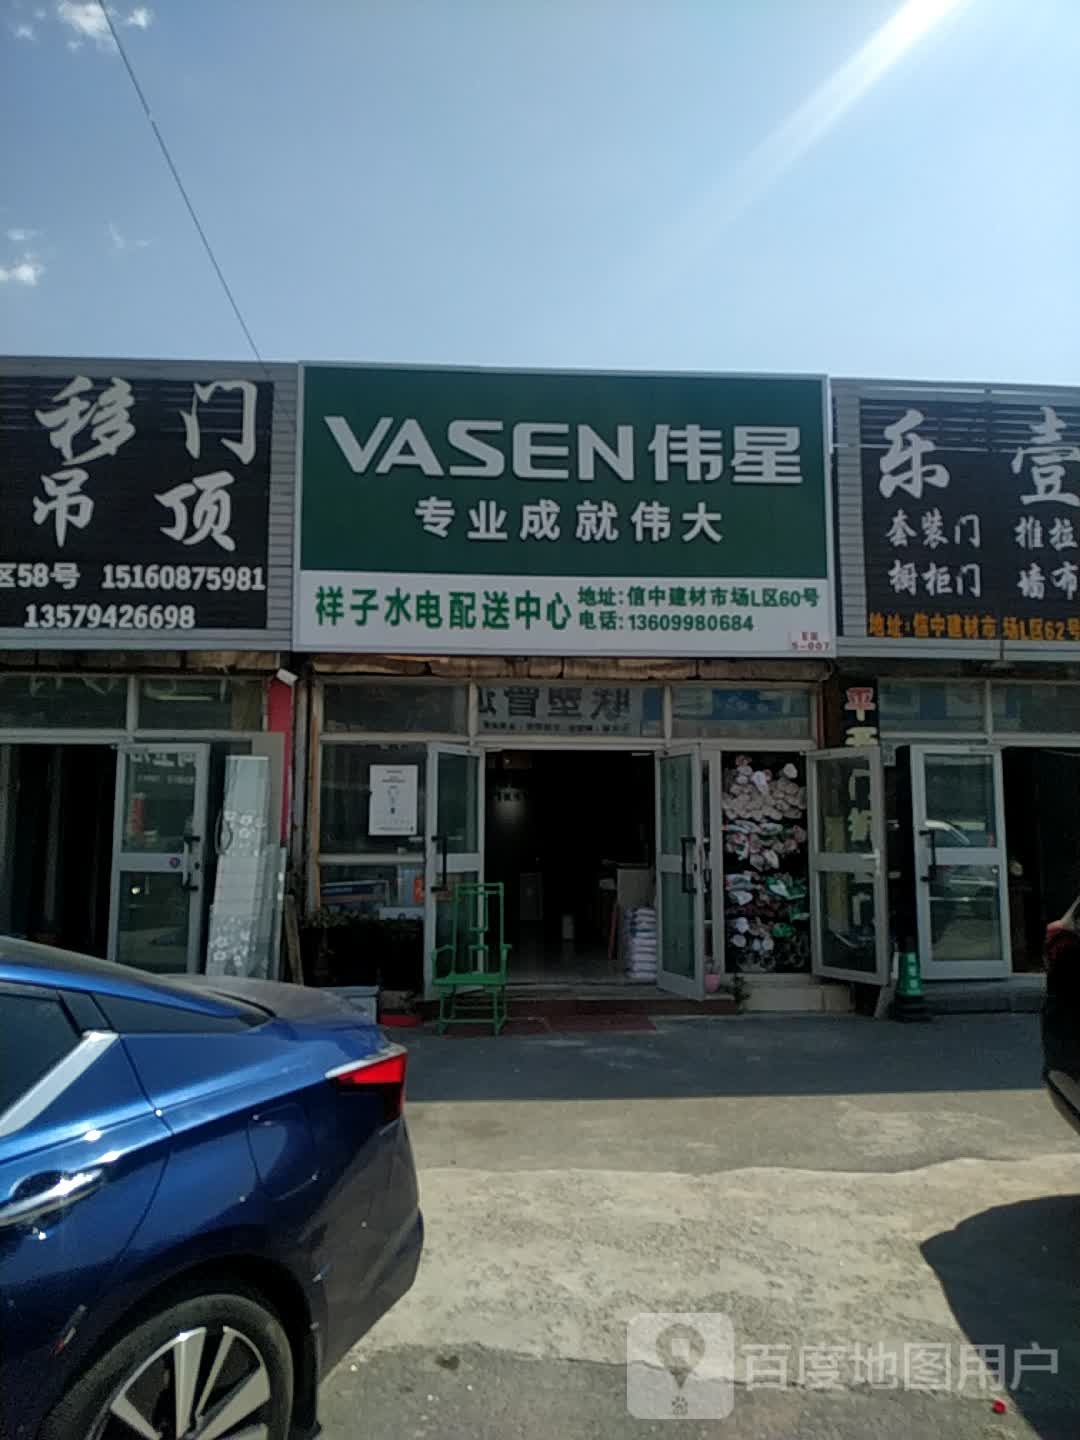 移门
吊顶
区58号 15160875981
13579426698
VASEN伟星
专业成就伟大
祥子水电配送中心
地址:信中建材市场L区60号
电话:13609980684
5-007
乐壹
套装门 推拉
橱柜门 墙布
地址:信中建材市场L区62号
平
百度地图用户